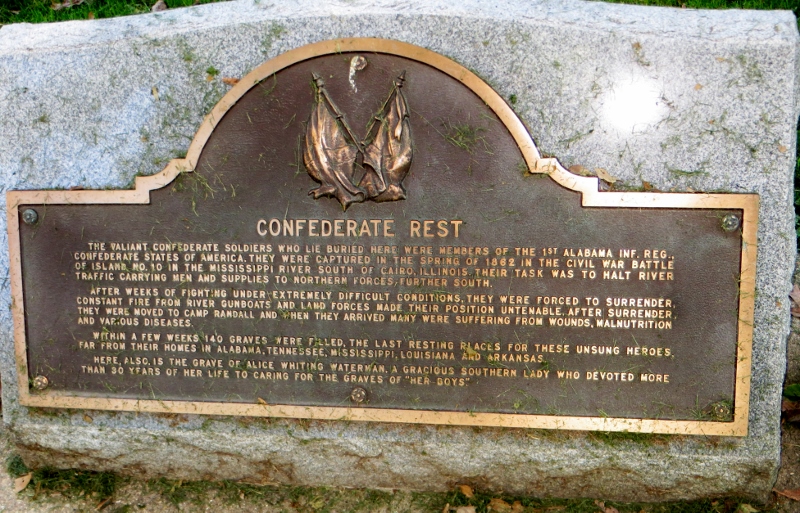 CONFEDERATE REST
THE VALIANT CONFEDERATE SOLDIERS WHO LIE BURIED HERE WERE MEMBERS OF THE 1ST ALABAMA INF. REG.,
CONFEDERATE STATES OF AMERICA. THEY WERE CAPTURED IN THE SPRING OF 1862 IN THE CIVIL WAR BATTLE
OF ISLAND NO. 10 IN THE MISSISSIPPI RIVER SOUTH OF CAIRO, ILLINOIS. THEIR TASK WAS TO HALT RIVER
TRAFFIC CARRYING MEN AND SUPPLIES TO NORTHERN FORCES, FURTHER SOUTH.
AFTER WEEKS OF FIGHTING UNDER EXTREMELY DIFFICULT CONDITIONS, THEY WERE FORCED TO SURRENDER.
CONSTANT FIRE FROM RIVER GUNBOATS AND LAND FORCES MADE THEIR POSITION UNTENABLE. AFTER SURRENDER,
THEY WERE MOVED TO CAMP RANDALL AND WHEN THEY ARRIVED MANY WERE SUFFERING FROM WOUNDS, MALNUTRITION
AND VARIOUS DISEASES.
WITHIN A FEW WEEKS 140 GRAVES WERE FILLED, THE LAST RESTING PLACES FOR THESE UNSUNG HEROES,
FAR FROM THEIR HOMES IN ALABAMA, TENNESSEE, MISSISSIPPI, LOUISIANA AND ARKANSAS.
HERE, ALSO, IS THE GRAVE OF ALICE WHITING WATERMAN, A GRACIOUS SOUTHERN LADY WHO DEVOTED MORE
THAN 30 YEARS OF HER LIFE TO CARING FOR THE GRAVES OF "HER BOYS"